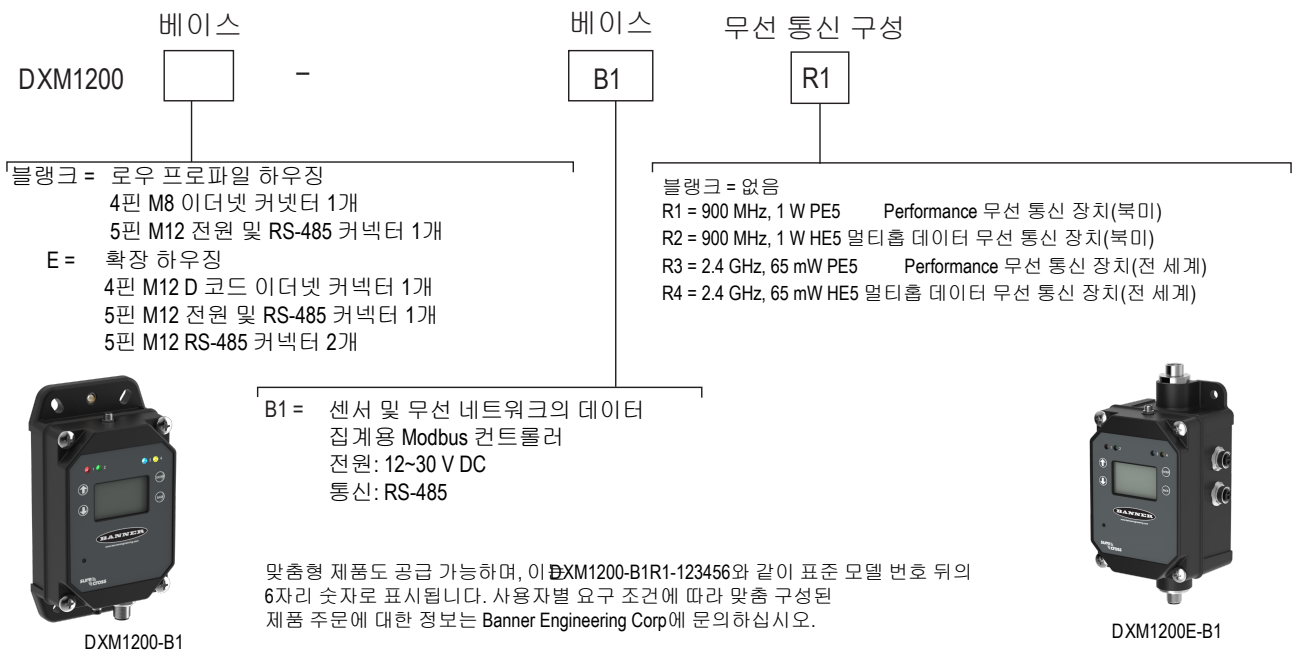 베이스
베이스
무선 통신 구성
DXM1200
–
B1
R1
블랭크 = 로우 프로파일 하우징
4핀 M8 이더넷 커넷터 1개
5핀 M12 전원 및 RS-485 커넥터 1개
E = 확장 하우징
4핀 M12 D 코드 이더넷 커넥터 1개
5핀 M12 전원 및 RS-485 커넥터 1개
5핀 M12 RS-485 커넥터 2개
블랭크 = 없음
R1 = 900 MHz, 1 W PE5 Performance 무선 통신 장치(북미)
R2 = 900 MHz, 1 W HE5 멀티홉 데이터 무선 통신 장치(북미)
R3 = 2.4 GHz, 65 mW PE5 Performance 무선 통신 장치(전 세계)
R4 = 2.4 GHz, 65 mW HE5 멀티홉 데이터 무선 통신 장치(전 세계)
B1 = 센서 및 무선 네트워크의 데이터
집계용 Modbus 컨트롤러
전원: 12~30 V DC
통신: RS-485
BANNER
SURE CROSS
DXM1200-B1
맞춤형 제품도 공급 가능하며, 이는 DXM1200-B1R1-123456와 같이 표준 모델 번호 뒤의
6자리 숫자로 표시됩니다. 사용자별 요구 조건에 따라 맞춤 구성된
제품 주문에 대한 정보는 Banner Engineering Corp에 문의하십시오.
BANNER
SURE CROSS
DXM1200E-B1